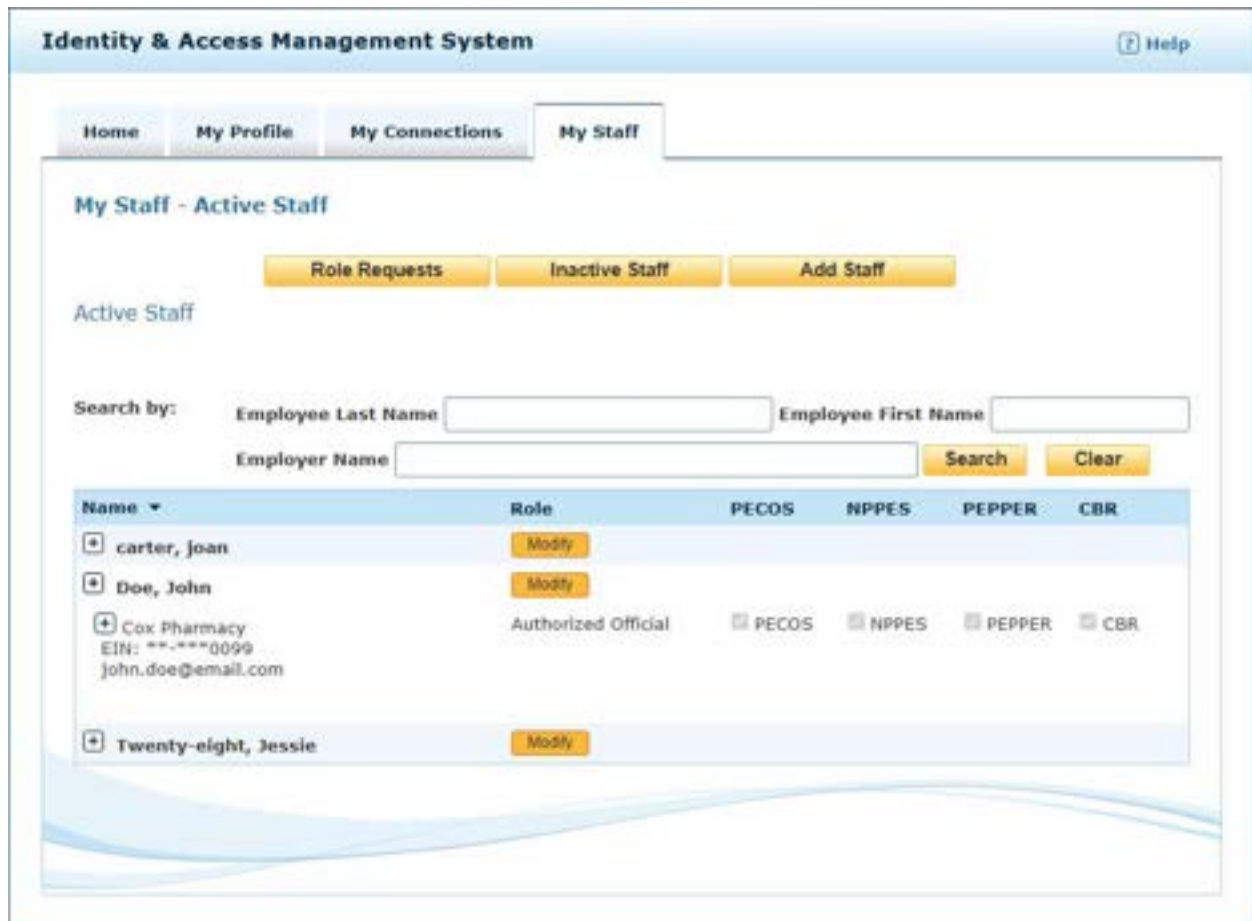 Identity & Access Management System
? Help
Home My Profile My Connections My Staff
My Staff - Active Staff
Role Requests Inactive Staff Add Staff
Active Staff
Search by: Employee Last Name Employee First Name
Employer Name Search Clear
Name Role PECOS NPPES PEPPER CBR
carter, joan Modify
Doe, John Modify
Cox Pharmacy Authorized Official PECOS NPPES PEPPER CBR
EIN: **-***0099
john.doe@email.com
Twenty-eight, Jessie Modify